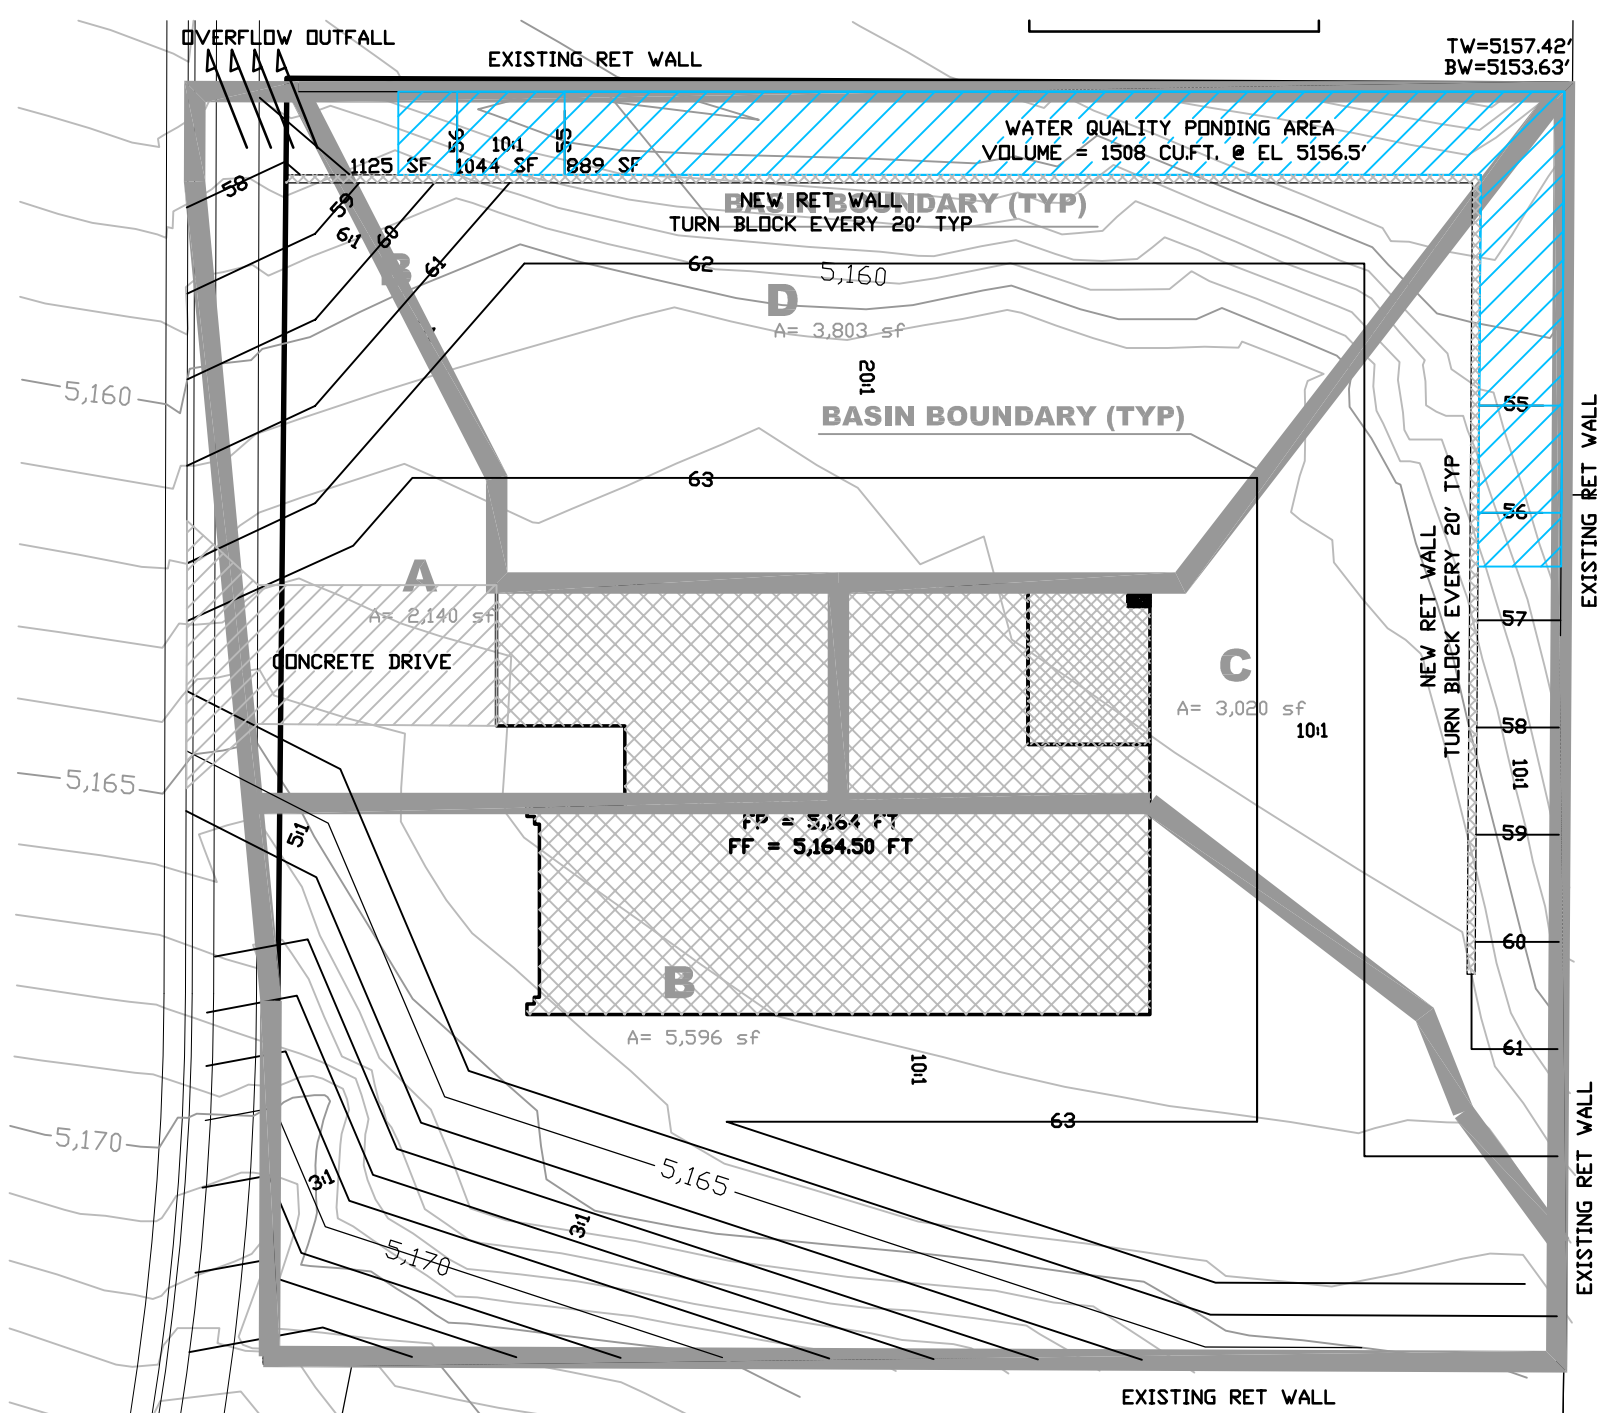 OVERFLOW OUTFALL
EXISTING RET WALL
TW=5157.42'
BW=5153.63'
56
10:1
55
WATER QUALITY PONDING AREA
VOLUME = 1508 CU.FT. @ EL 5156.5'
1125 SF
1044 SF
889 SF
58
59
6:1
60
61
B
BASIN BOUNDARY (TYP)
NEW RET WALL
TURN BLOCK EVERY 20' TYP
62
5,160
D
A= 3,803 sf
20:1
5,160
BASIN BOUNDARY (TYP)
55
EXISTING RET WALL
63
56
NEW RET WALL
TURN BLOCK EVERY 20' TYP
A
A= 2,140 sf
CONCRETE DRIVE
57
C
A= 3,020 sf
10:1
58
10:1
5,165
5:1
FP = 5,164 FT
FF = 5,164.50 FT
59
60
B
A= 5,596 sf
10:1
61
63
5,170
3:1
5,165
3:1
5,170
EXISTING RET WALL
EXISTING RET WALL